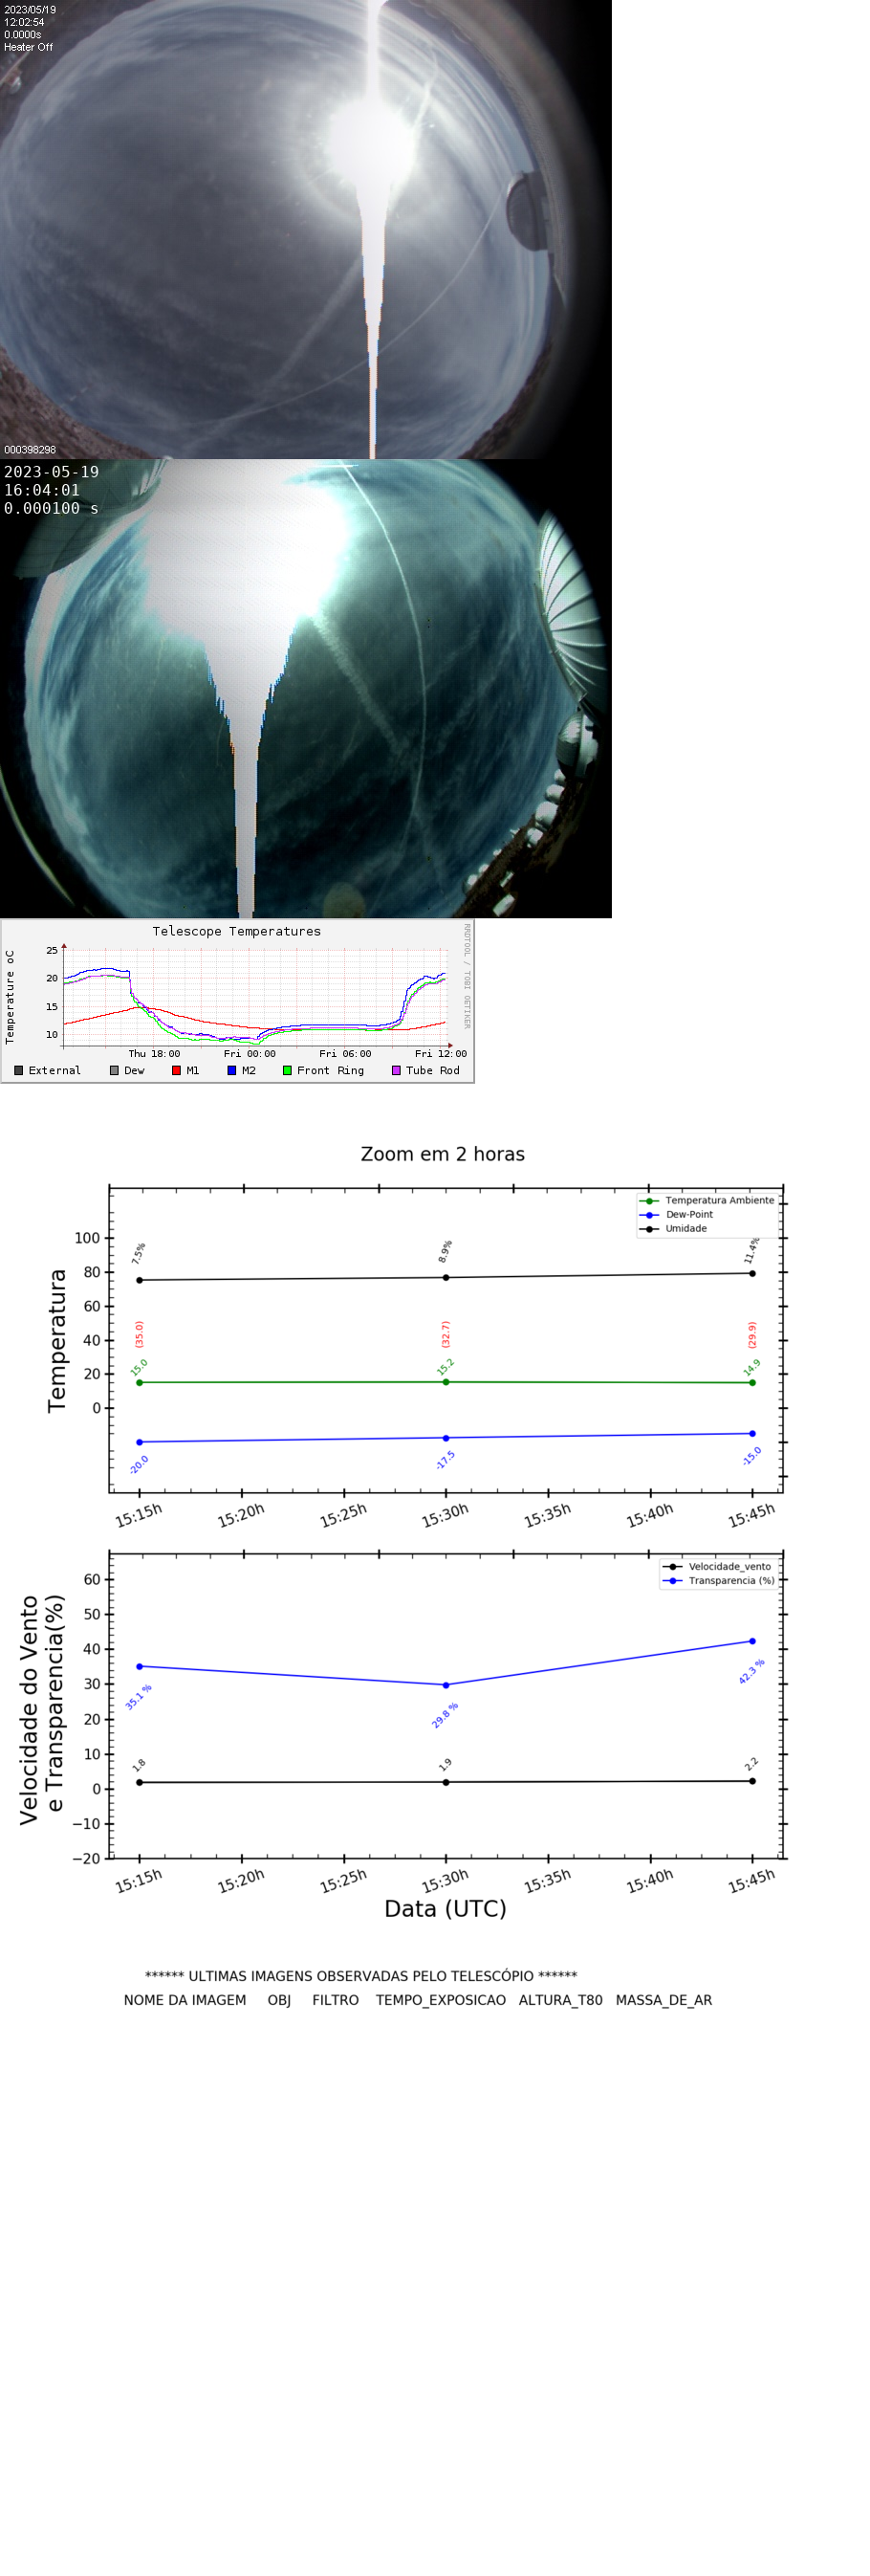 2023/05/19
12:02:54
0.0000s
Heater Off
000398298
2023-05-19
16:04:01
0.000100 s
Telescope Temperatures
RRDTOOL / TOBI OETIKER
Temperature oC
25
20
15
10
Thu 18:00 Fri 00:00 Fri 06:00 Fri 12:00
External Dew M1 M2 Front Ring Tube Rod
Zoom em 2 horas
Temperatura Ambiente
Dew-Point
Umidade
Temperatura
100
80
60
40
20
0
7.5% 8.9% 11.4%
(35.0) (32.7) (29.9)
15.0 15.2 14.9
-20.0 -17.5 -15.0
15:15h 15:20h 15:25h 15:30h 15:35h 15:40h 15:45h
Velocidade_vento
Transparencia (%)
Velocidade do Vento
e Transparencia(%)
60
50
40
30
20
10
0
−10
−20
35.1 % 29.8 % 42.3 %
1.8 1.9 2.2
15:15h 15:20h 15:25h 15:30h 15:35h 15:40h 15:45h
Data (UTC)
****** ULTIMAS IMAGENS OBSERVADAS PELO TELESCÓPIO ******
NOME DA IMAGEM OBJ FILTRO TEMPO_EXPOSICAO ALTURA_T80 MASSA_DE_AR